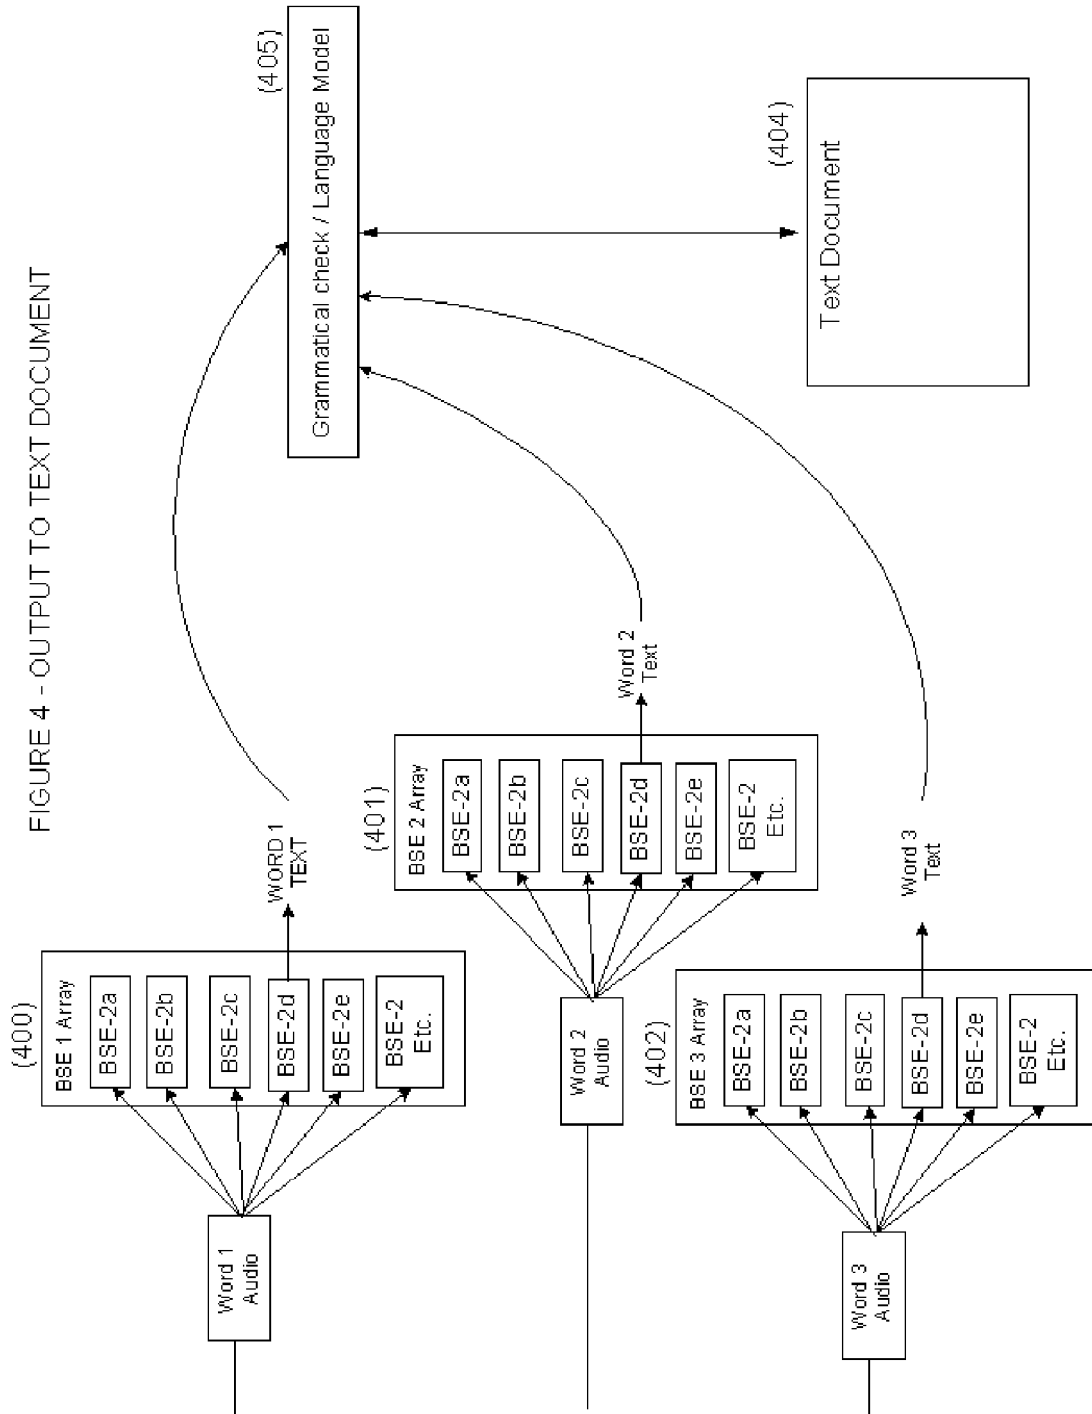 FIGURE 4 - OUTPUT TO TEXT DOCUMENT
(400)
BSE 1 Array
BSE-2a
BSE-2b
BSE-2c
BSE-2d
BSE-2e
BSE-2
Etc.
Word 1
Audio
WORD 1
TEXT
(401)
BSE 2 Array
BSE-2a
BSE-2b
BSE-2c
BSE-2d
BSE-2e
BSE-2
Etc.
Word 2
Audio
Word 2
Text
(402)
BSE 3 Array
BSE-2a
BSE-2b
BSE-2c
BSE-2d
BSE-2e
BSE-2
Etc.
Word 3
Audio
Word 3
Text
(405)
Grammatical check / Language Model
(404)
Text Document